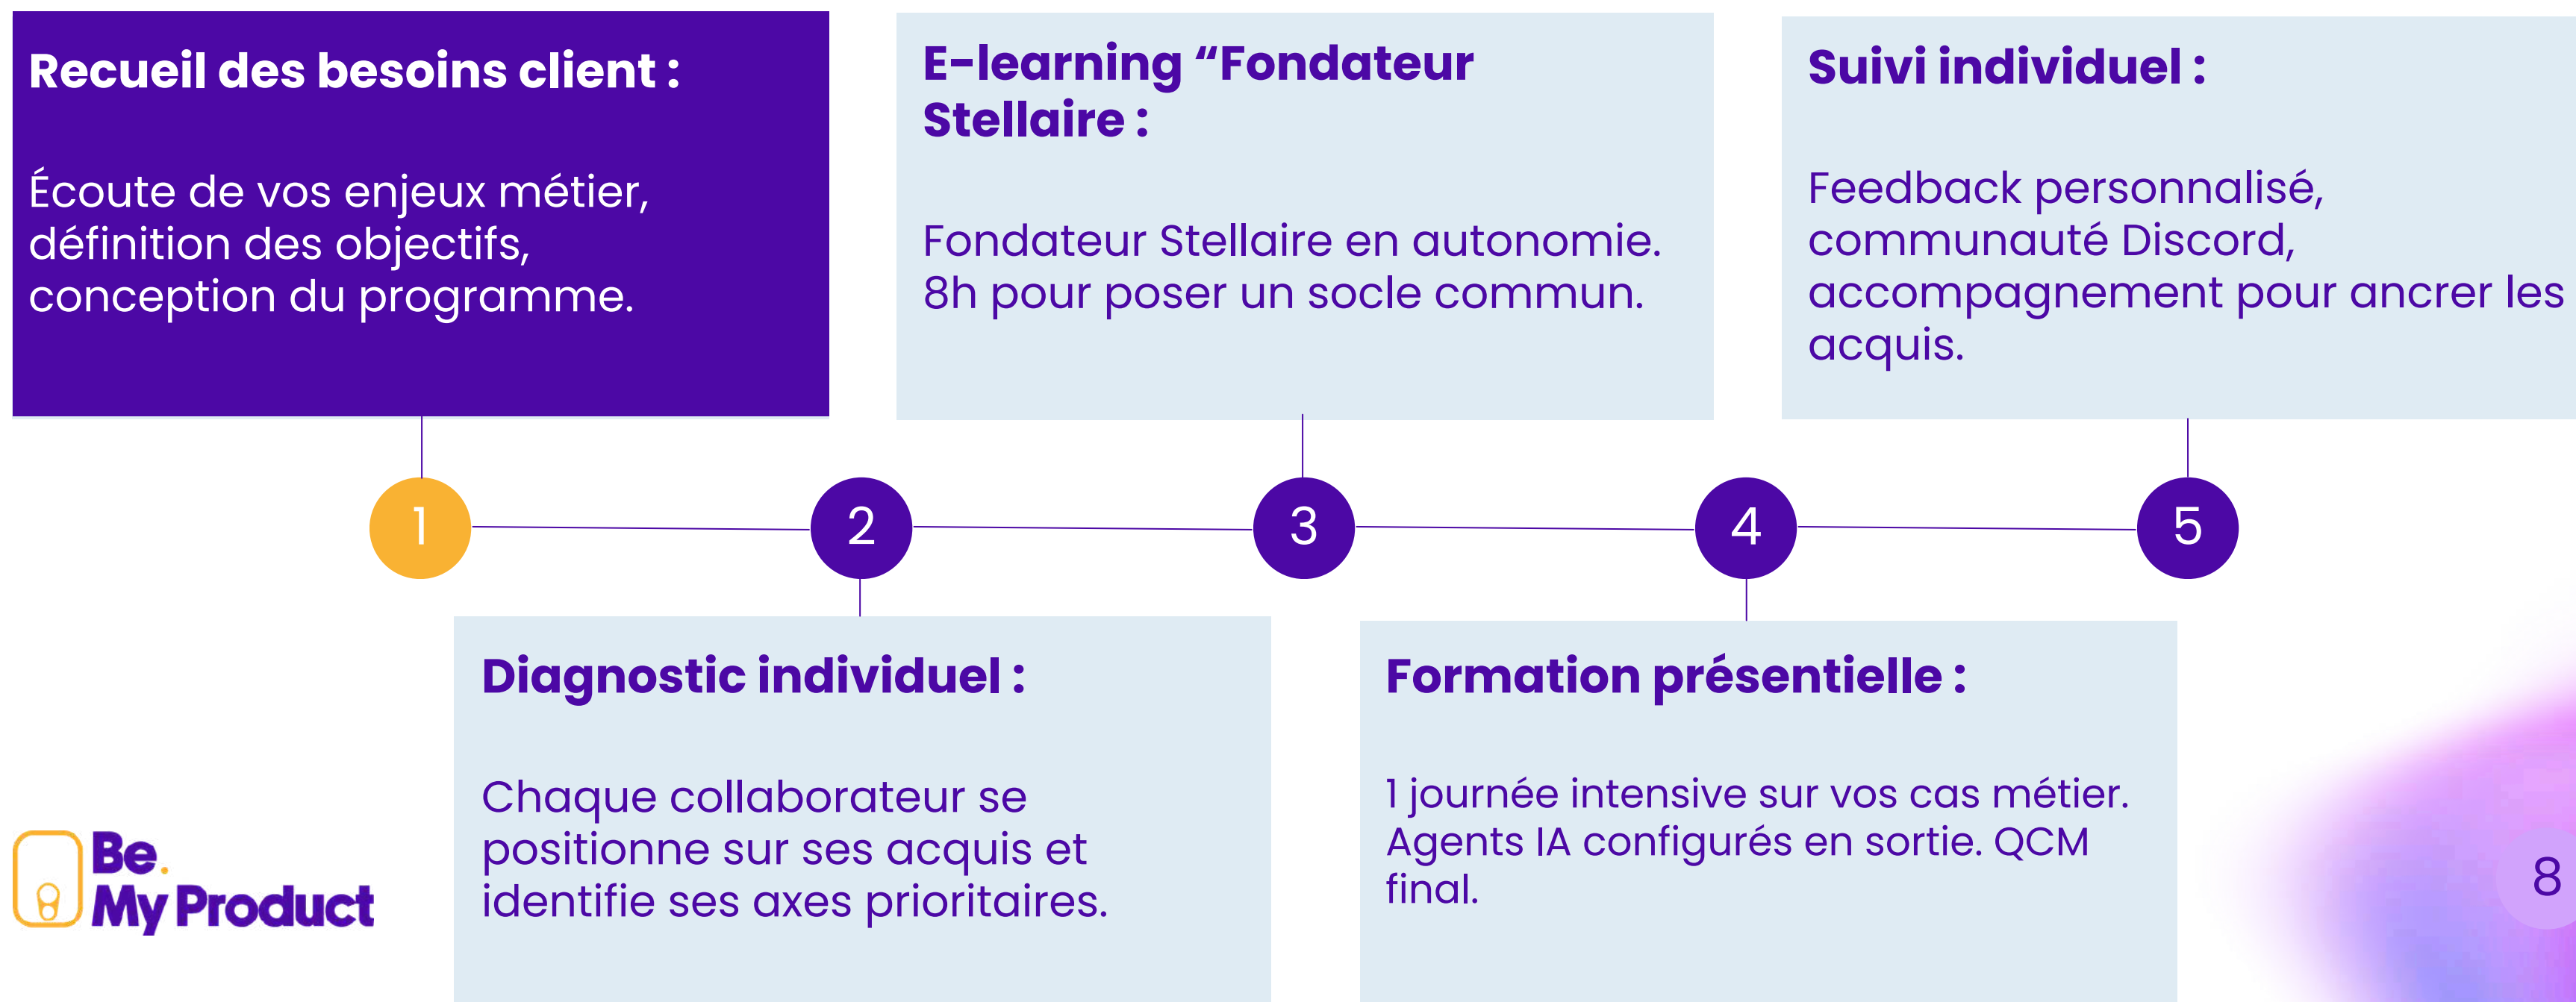 Recueil des besoins client :
Écoute de vos enjeux métier,
définition des objectifs,
conception du programme.
1
Diagnostic individuel :
Chaque collaborateur se
positionne sur ses acquis et
identifie ses axes prioritaires.
2
E-learning “Fondateur
Stellaire :
Fondateur Stellaire en autonomie.
8h pour poser un socle commun.
3
Formation présentielle :
1 journée intensive sur vos cas métier.
Agents IA configurés en sortie. QCM
final.
4
Suivi individuel :
Feedback personnalisé,
communauté Discord,
accompagnement pour ancrer les
acquis.
5
Be.
My Product
8